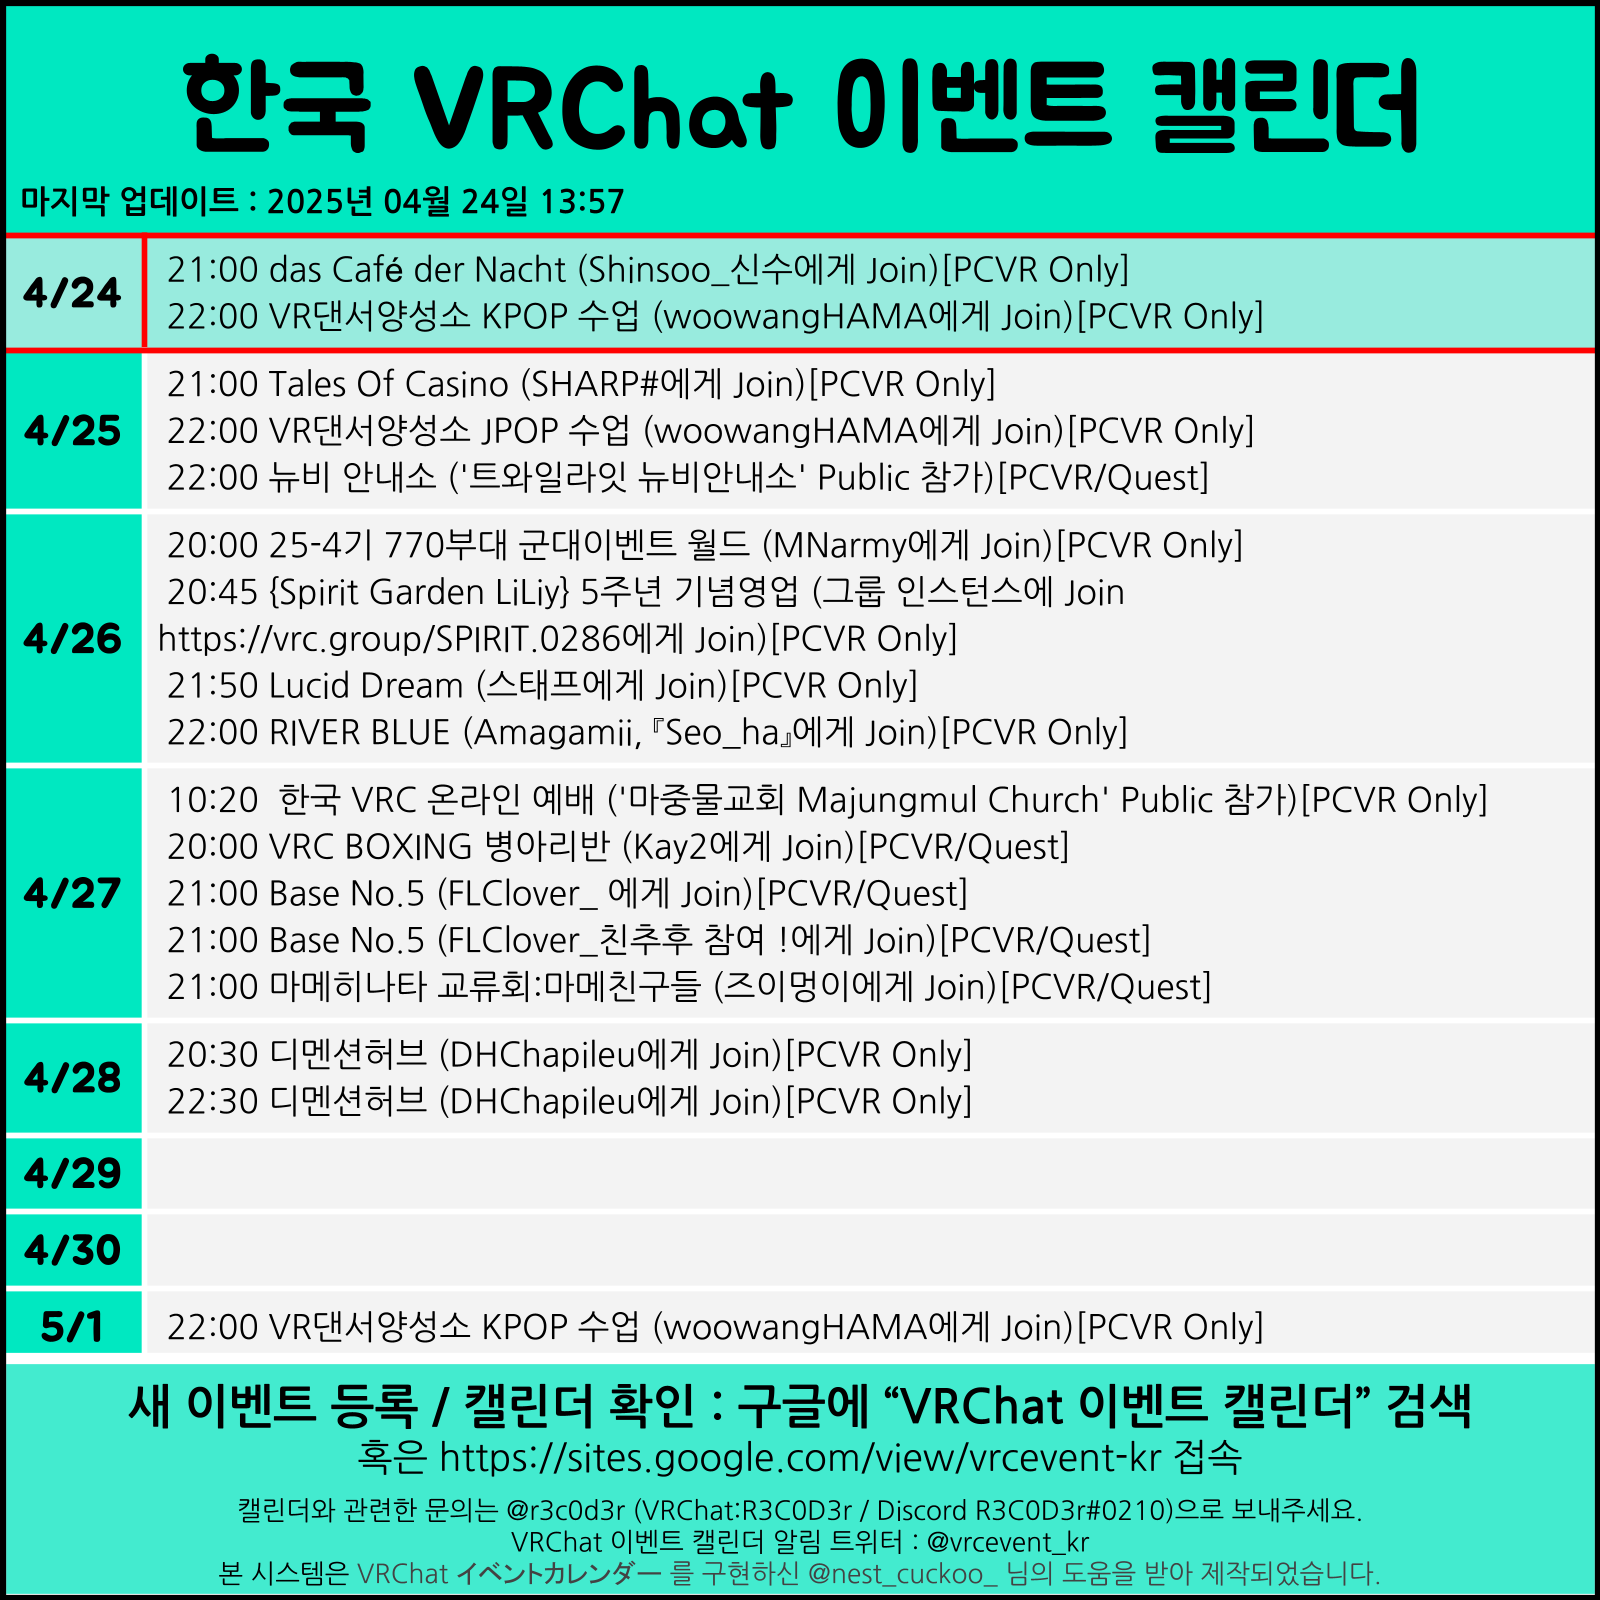 한국 VRChat 이벤트 캘린더
마지막 업데이트 : 2025년 04월 24일 13:57
4/24
21:00 das Café der Nacht (Shinsoo_신수에게 Join)[PCVR Only]
22:00 VR댄서양성소 KPOP 수업 (woowangHAMA에게 Join)[PCVR Only]
4/25
21:00 Tales Of Casino (SHARP#에게 Join)[PCVR Only]
22:00 VR댄서양성소 JPOP 수업 (woowangHAMA에게 Join)[PCVR Only]
22:00 뉴비 안내소 ('트와일라잇 뉴비안내소' Public 참가)[PCVR/Quest]
4/26
20:00 25-4기 770부대 군대이벤트 월드 (MNarmy에게 Join)[PCVR Only]
20:45 {Spirit Garden LiLiy} 5주년 기념영업 (그룹 인스턴스에 Join
https://vrc.group/SPIRIT.0286에게 Join)[PCVR Only]
21:50 Lucid Dream (스태프에게 Join)[PCVR Only]
22:00 RIVER BLUE (Amagamii,『Seo_ha』에게 Join)[PCVR Only]
4/27
10:20  한국 VRC 온라인 예배 ('마중물교회 Majungmul Church' Public 참가)[PCVR Only]
20:00 VRC BOXING 병아리반 (Kay2에게 Join)[PCVR/Quest]
21:00 Base No.5 (FLClover_ 에게 Join)[PCVR/Quest]
21:00 Base No.5 (FLClover_친추후 참여 !에게 Join)[PCVR/Quest]
21:00 마메히나타 교류회:마메친구들 (즈이멍이에게 Join)[PCVR/Quest]
4/28
20:30 디멘션허브 (DHChapileu에게 Join)[PCVR Only]
22:30 디멘션허브 (DHChapileu에게 Join)[PCVR Only]
4/29
4/30
5/1
22:00 VR댄서양성소 KPOP 수업 (woowangHAMA에게 Join)[PCVR Only]
새 이벤트 등록 / 캘린더 확인 : 구글에 “VRChat 이벤트 캘린더” 검색
혹은 https://sites.google.com/view/vrcevent-kr 접속
캘린더와 관련한 문의는 @r3c0d3r (VRChat:R3C0D3r / Discord R3C0D3r#0210)으로 보내주세요.
VRChat 이벤트 캘린더 알림 트위터 : @vrcevent_kr
본 시스템은 VRChat イベントカレンダー 를 구현하신 @nest_cuckoo_ 님의 도움을 받아 제작되었습니다.